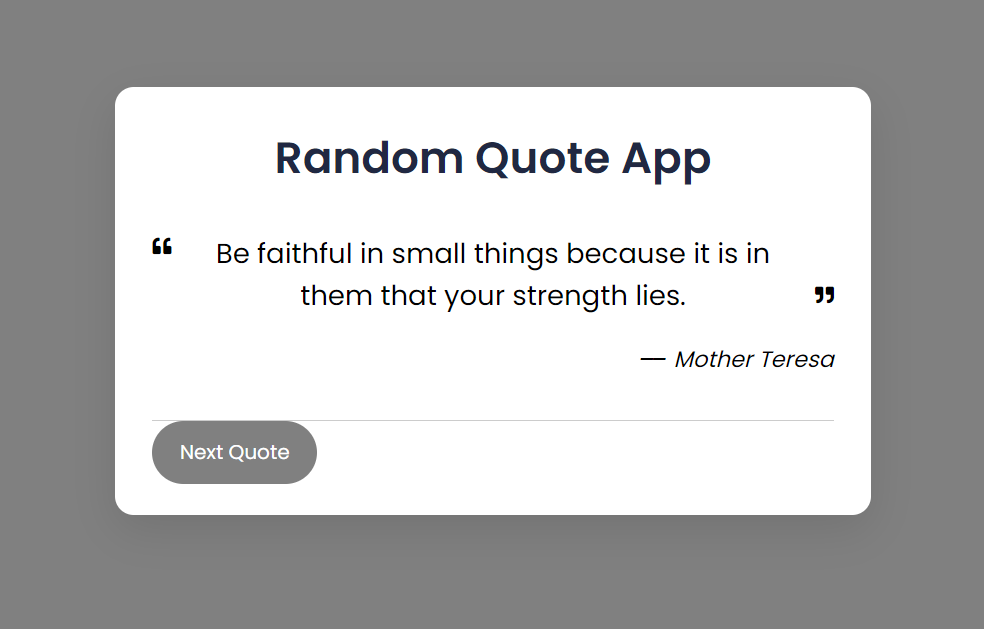 Random Quote App
❝ Be faithful in small things because it is in
them that your strength lies. ❞
— Mother Teresa
Next Quote